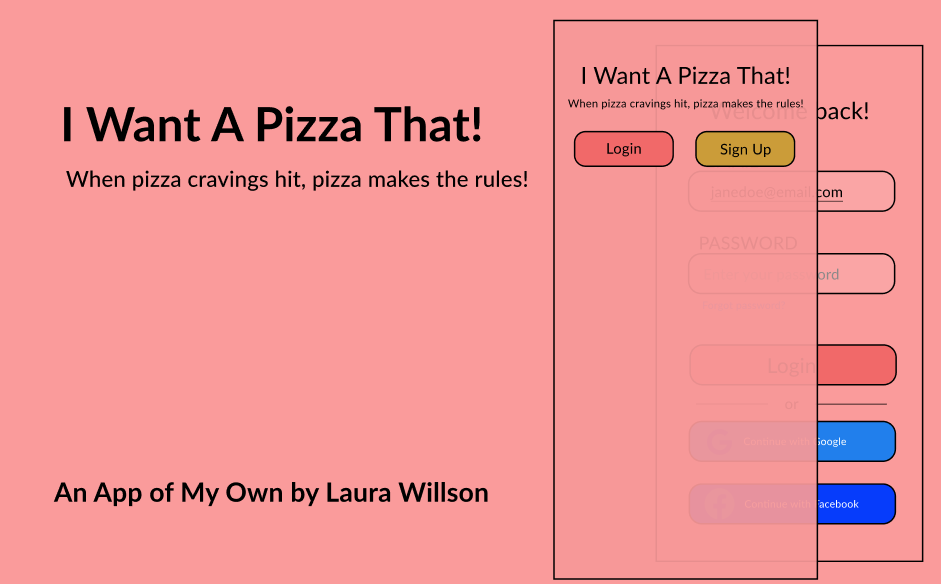 I Want A Pizza That!
When pizza cravings hit, pizza makes the rules!
An App of My Own by Laura Willson
I Want A Pizza That!
When pizza cravings hit, pizza makes the rules!
Login
Sign Up
Welcome back!
janedoe@email.com
PASSWORD
Login
or
Continue with Google
Continue with Facebook